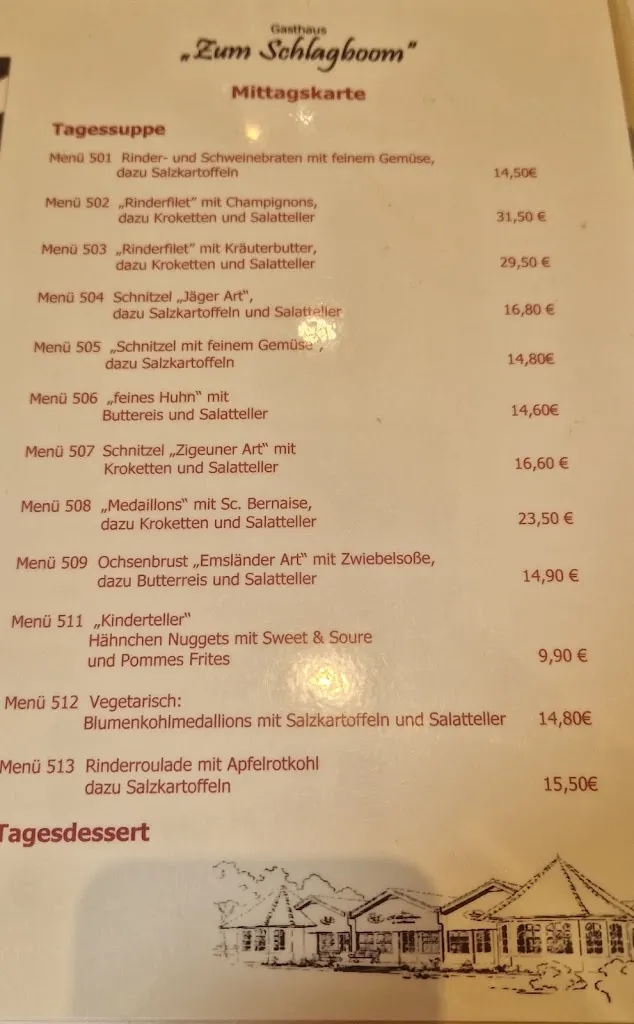 Gasthaus
„Zum Schlagboom"
Mittagskarte
Tagessuppe
Menü 501 Rinder- und Schweinebraten mit feinem Gemüse,
dazu Salzkartoffeln 14,50€
Menü 502 „Rinderfilet" mit Champignons,
dazu Kroketten und Salatteller 31,50 €
Menü 503 „Rinderfilet" mit Kräuterbutter,
dazu Kroketten und Salatteller 29,50 €
Menü 504 Schnitzel „Jäger Art",
dazu Salzkartoffeln und Salatteller 16,80 €
Menü 505 „Schnitzel mit feinem Gemüse",
dazu Salzkartoffeln 14,80€
Menü 506 „feines Huhn" mit
Buttereis und Salatteller 14,60€
Menü 507 Schnitzel „Zigeuner Art" mit
Kroketten und Salatteller 16,60 €
Menü 508 „Medaillons" mit Sc. Bernaise,
dazu Kroketten und Salatteller 23,50 €
Menü 509 Ochsenbrust „Emsländer Art" mit Zwiebelsoße,
dazu Butterreis und Salatteller 14,90 €
Menü 511 „Kinderteller"
Hähnchen Nuggets mit Sweet & Soure
und Pommes Frites 9,90 €
Menü 512 Vegetarisch:
Blumenkohlmedallions mit Salzkartoffeln und Salatteller 14,80€
Menü 513 Rinderroulade mit Apfelrotkohl
dazu Salzkartoffeln 15,50€
Tagesdessert